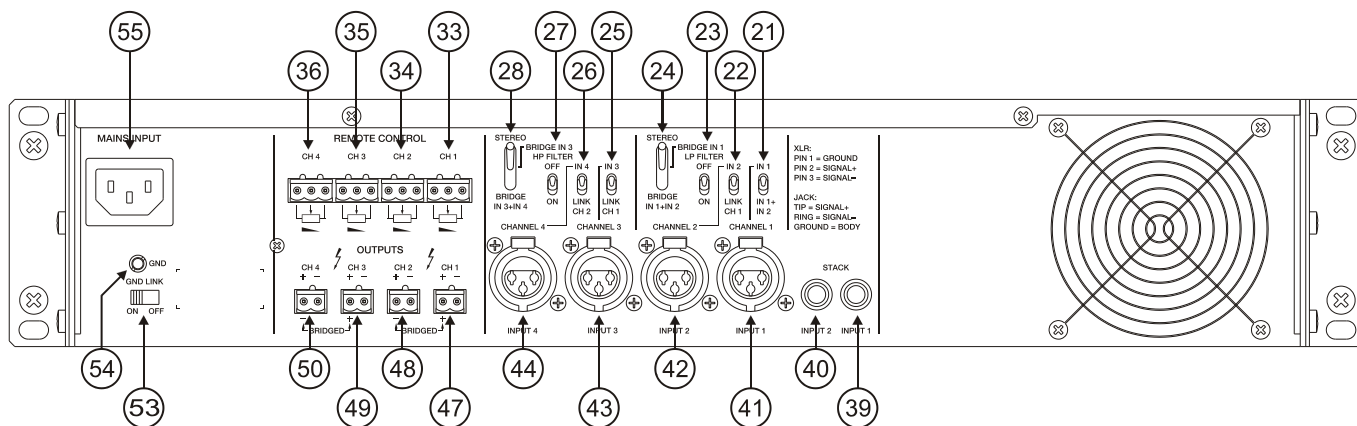 55
36
35
34
33
28
27
26
25
24
23
22
21
MAINS INPUT
REMOTE CONTROL
CH 4
CH 3
CH 2
CH 1
STEREO
BRIDGE IN 3
HP FILTER
OFF
ON
BRIDGE
IN 3+IN 4
IN 4
LINK
CH 2
IN 3
LINK
CH 1
STEREO
BRIDGE IN 1
LP FILTER
OFF
ON
BRIDGE
IN 1+IN 2
IN 2
LINK
CH 1
IN 1
IN 1+
IN 2
XLR:
PIN 1 = GROUND
PIN 2 = SIGNAL+
PIN 3 = SIGNAL–
JACK:
TIP = SIGNAL+
RING = SIGNAL–
GROUND = BODY
CHANNEL 4
CHANNEL 3
CHANNEL 2
CHANNEL 1
GND
GND LINK
ON
OFF
OUTPUTS
CH 4
CH 3
CH 2
CH 1
+ –
+ –
+ –
+ –
– BRIDGED +
– BRIDGED +
STACK
INPUT 4
INPUT 3
INPUT 2
INPUT 1
INPUT 2
INPUT 1
54
53
50
49
48
47
44
43
42
41
40
39